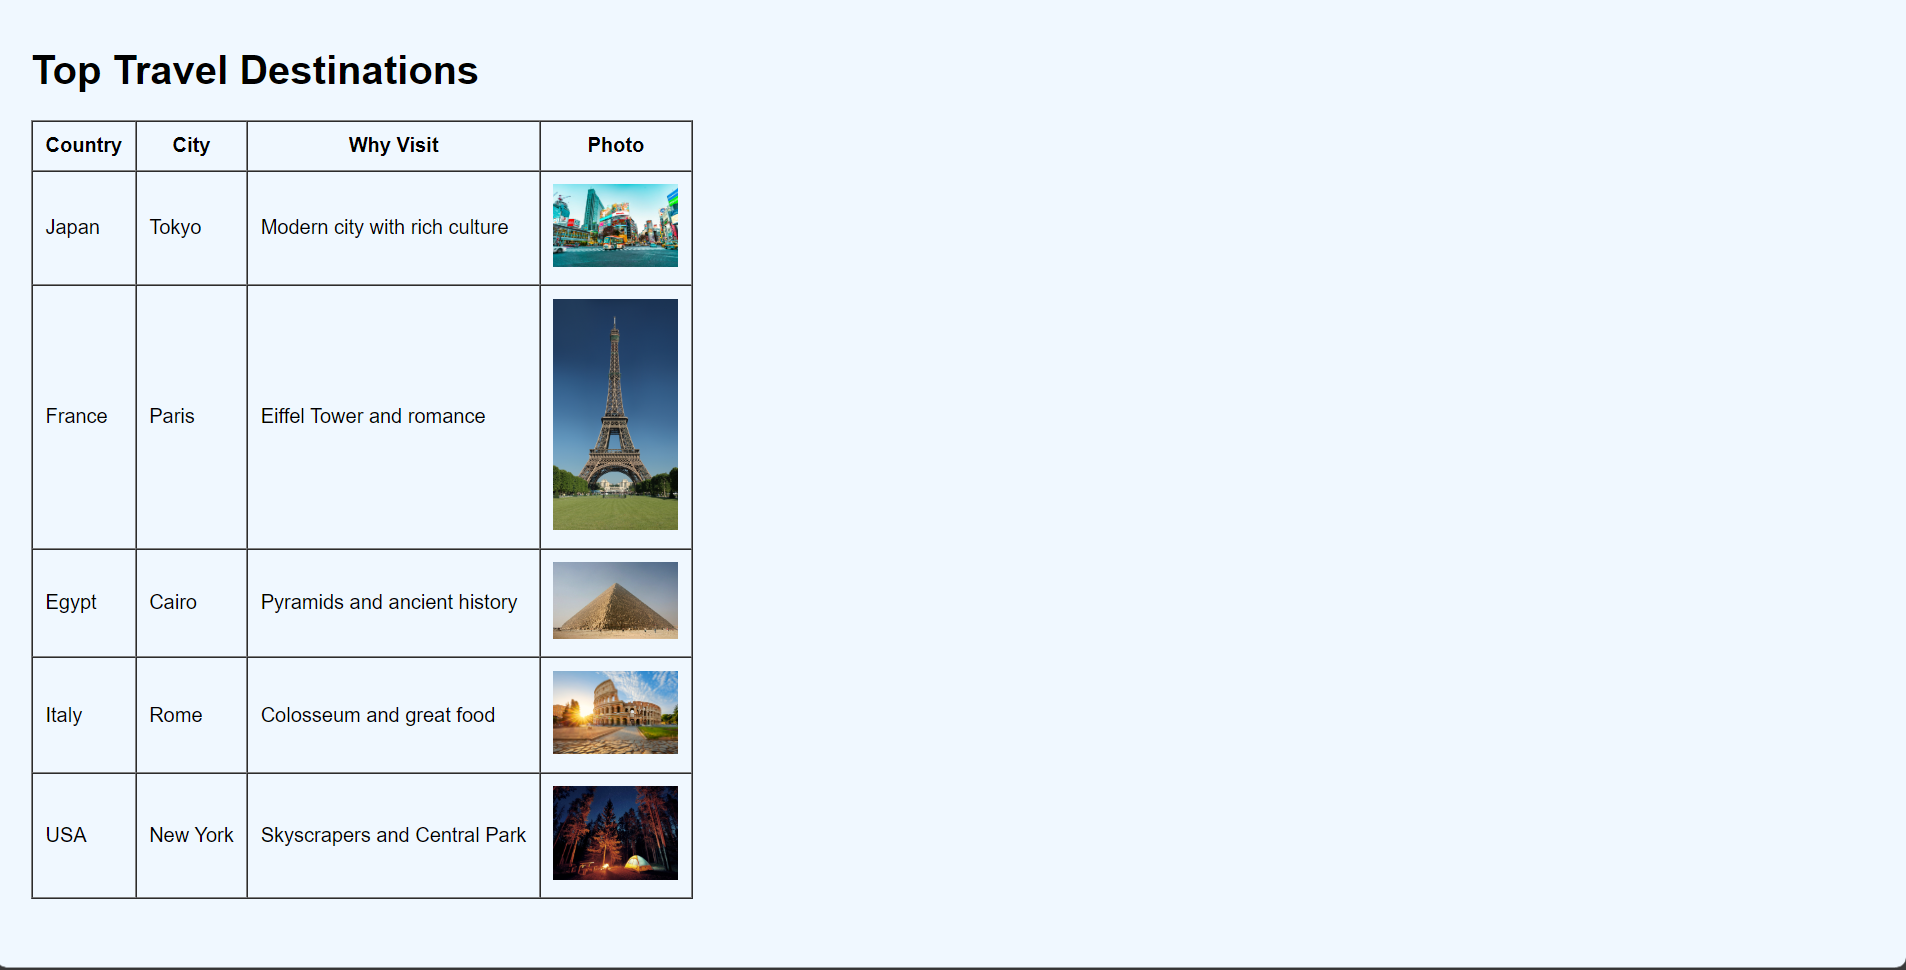 Top Travel Destinations
Country City Why Visit Photo
Japan Tokyo Modern city with rich culture
France Paris Eiffel Tower and romance
Egypt Cairo Pyramids and ancient history
Italy Rome Colosseum and great food
USA New York Skyscrapers and Central Park